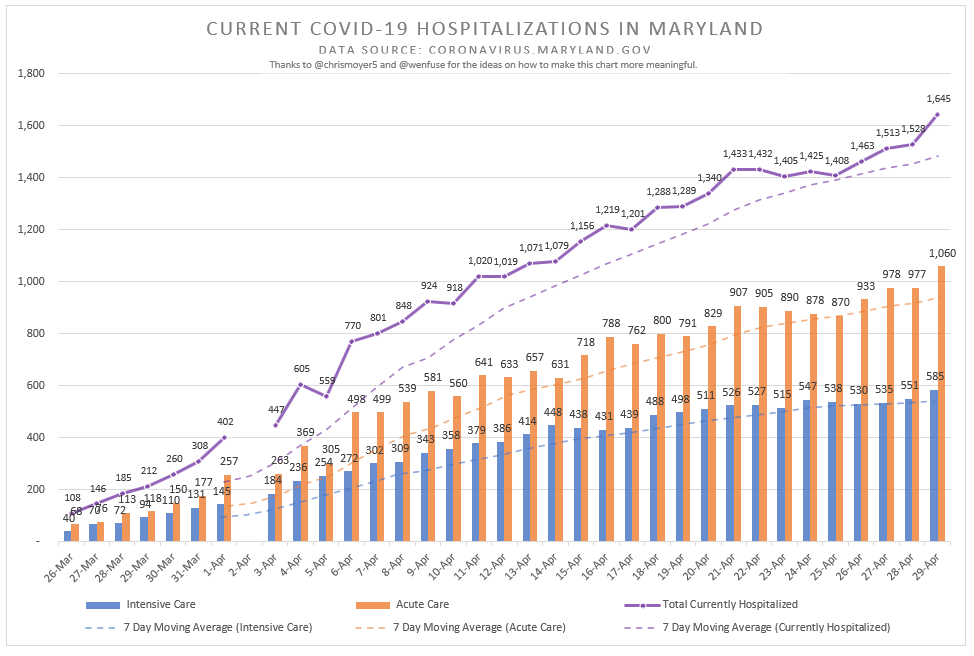 CURRENT COVID-19 HOSPITALIZATIONS IN MARYLAND
DATA SOURCE: CORONAVIRUS.MARYLAND.GOV
Thanks to @chrismoyer5 and @wenfuse for the ideas on how to make this chart more meaningful.
1,800
1,600
1,400
1,200
1,000
800
600
400
200
-
108 146 185 212 260 308 402 447 605 559 770 801 848 924 918 1,020 1,019 1,071 1,079 1,156 1,219 1,201 1,288 1,289 1,340 1,433 1,432 1,405 1,425 1,408 1,463 1,513 1,528 1,645
68 76 113 118 150 177 257 263 369 305 498 499 539 581 560 641 633 657 631 718 788 762 800 791 829 907 905 890 878 870 933 978 977 1,060
40 70 72 94 110 131 145 184 236 254 272 302 309 343 358 379 386 414 448 438 431 439 488 498 511 526 527 515 547 538 530 535 551 585
26-Mar 27-Mar 28-Mar 29-Mar 30-Mar 31-Mar 1-Apr 2-Apr 3-Apr 4-Apr 5-Apr 6-Apr 7-Apr 8-Apr 9-Apr 10-Apr 11-Apr 12-Apr 13-Apr 14-Apr 15-Apr 16-Apr 17-Apr 18-Apr 19-Apr 20-Apr 21-Apr 22-Apr 23-Apr 24-Apr 25-Apr 26-Apr 27-Apr 28-Apr 29-Apr
Intensive Care Acute Care Total Currently Hospitalized
7 Day Moving Average (Intensive Care) 7 Day Moving Average (Acute Care) 7 Day Moving Average (Currently Hospitalized)